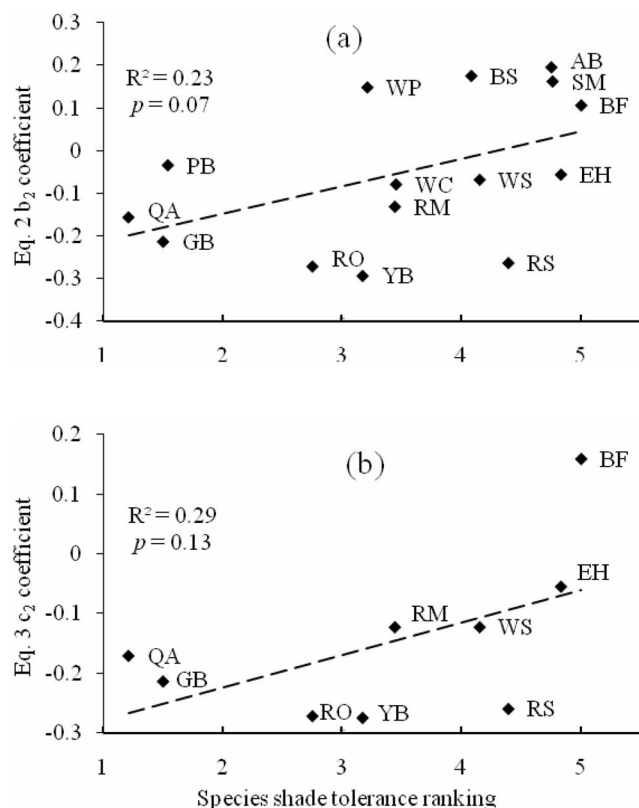 (a)
R² = 0.23
p = 0.07
Eq. 2 b₂ coefficient
0.3
0.2
0.1
0
-0.1
-0.2
-0.3
-0.4
AB
BS
SM
WP
BF
PB
WC
WS
EH
RM
QA
GB
RO
YB
RS
1 2 3 4 5
(b)
R² = 0.29
p = 0.13
Eq. 3 c₂ coefficient
0.2
0.1
0
-0.1
-0.2
-0.3
BF
EH
RM
WS
QA
GB
RO
YB
RS
1 2 3 4 5
Species shade tolerance ranking